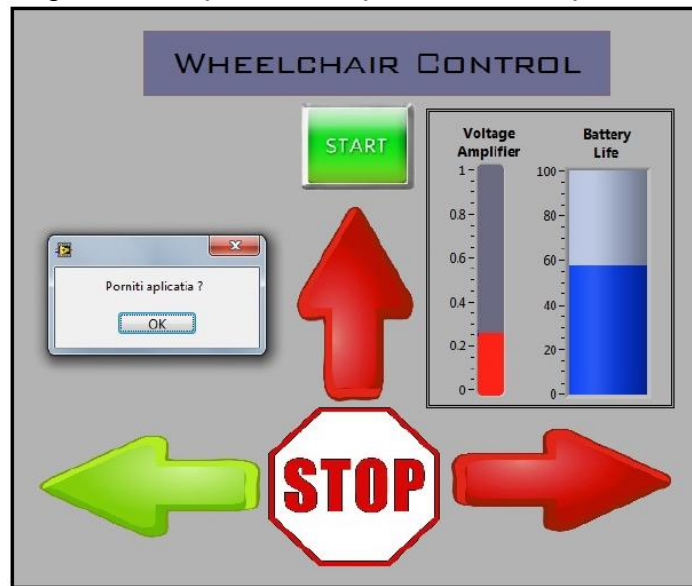 WHEELCHAIR CONTROL
START
Voltage
Amplifier
Battery
Life
1
0.8
0.6
0.4
0.2
0
100
80
60
40
20
0
Porniti aplicatia ?
OK
STOP